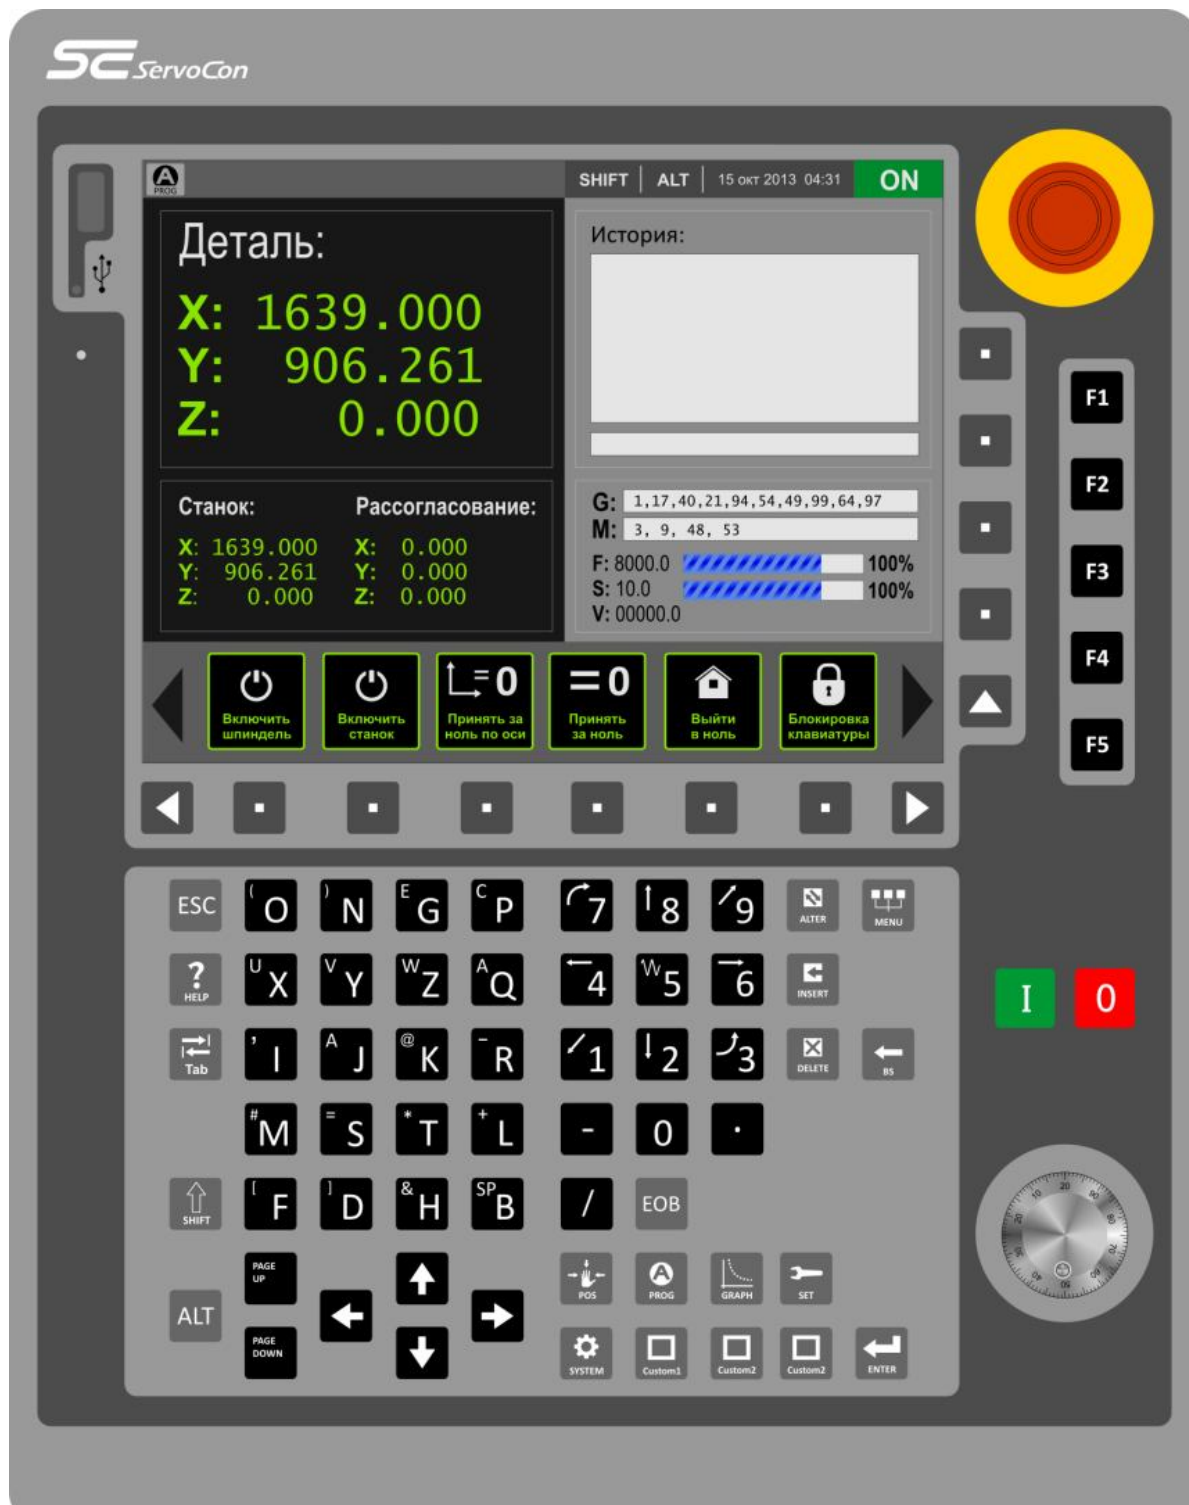 SC ServoCon
A PROG
SHIFT ALT 15 окт 2013 04:31 ON
Деталь:
X: 1639.000
Y: 906.261
Z: 0.000
История:
Станок:
X: 1639.000
Y: 906.261
Z: 0.000
Рассогласование:
X: 0.000
Y: 0.000
Z: 0.000
G: 1,17,40,21,94,54,49,99,64,97
M: 3, 9, 48, 53
F: 8000.0 100%
S: 10.0 100%
V: 00000.0
Включить
шпиндель
Включить
станок
= 0
Принять за
ноль по оси
= 0
Принять
за ноль
Выйти
в ноль
Блокировка
клавиатуры
F1
F2
F3
F4
F5
ESC ( O ) N E G C P 7 8 9 ALTER MENU
? HELP U X V Y W Z A Q 4 W 5 6 INSERT
Tab ' I A J @ K - R 1 2 3 DELETE BS
# M = S * T + L - 0 .
SHIFT [ F ] D & H SP B / EOB
I 0
ALT
PAGE
UP
PAGE
DOWN
POS A PROG GRAPH SET
SYSTEM Custom1 Custom2 Custom2 ENTER